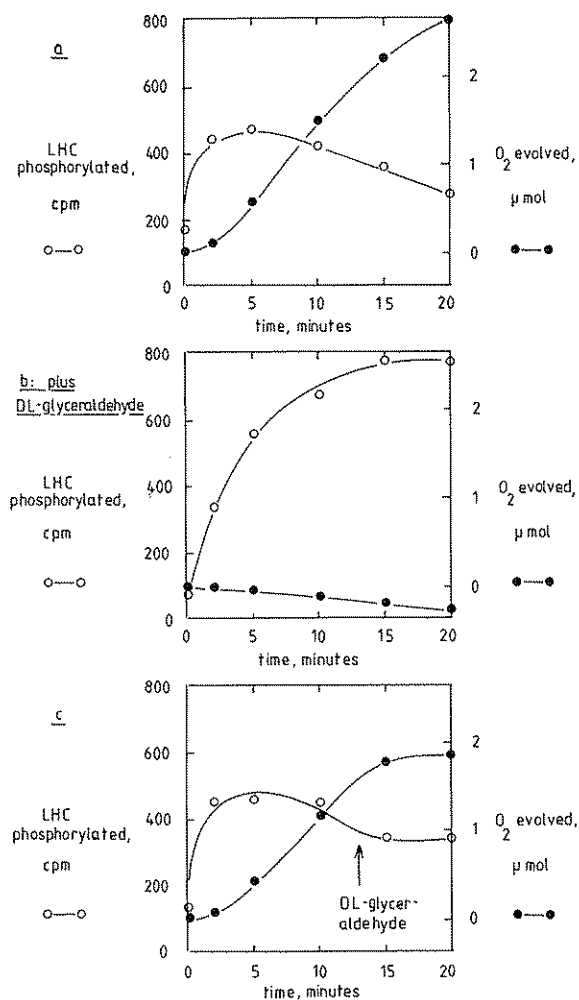 a
800
600
400
200
0
LHC
phosphorylated,
cpm
2
1
0
O₂ evolved,
μmol
0 5 10 15 20
time, minutes
b: plus
DL-glyceraldehyde
800
600
400
200
0
LHC
phosphorylated,
cpm
2
1
0
O₂ evolved,
μmol
0 5 10 15 20
time, minutes
c
800
600
400
200
0
LHC
phosphorylated,
cpm
DL-glycer-
aldehyde
2
1
0
O₂ evolved,
μmol
0 5 10 15 20
time, minutes